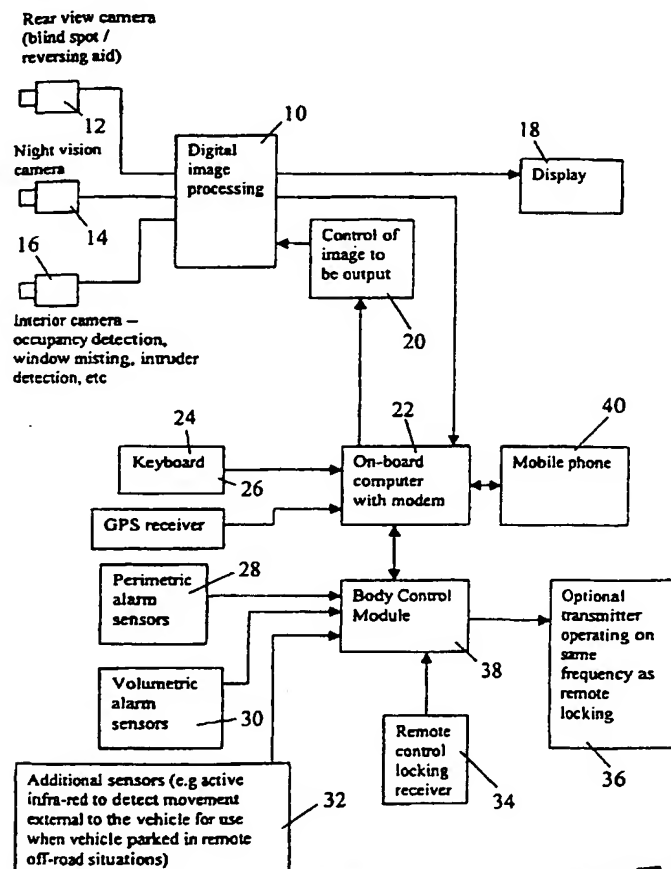 Rear view camera
(blind spot /
reversing aid)
12
10
Digital
image
processing
18
Display
Night vision
camera
14
16
Control of
image to
be output
20
Interior camera –
occupancy detection,
window misting, intruder
detection, etc
24
Keyboard
26
22
On-board
computer
with modem
40
Mobile phone
GPS receiver
28
Perimetric
alarm
sensors
Body Control
Module
38
Optional
transmitter
operating on
same
frequency as
remote
locking
36
Volumetric
alarm
sensors
30
Remote
control
locking
receiver
34
Additional sensors (e.g active
infra-red to detect movement
external to the vehicle for use
when vehicle parked in remote
off-road situations)
32